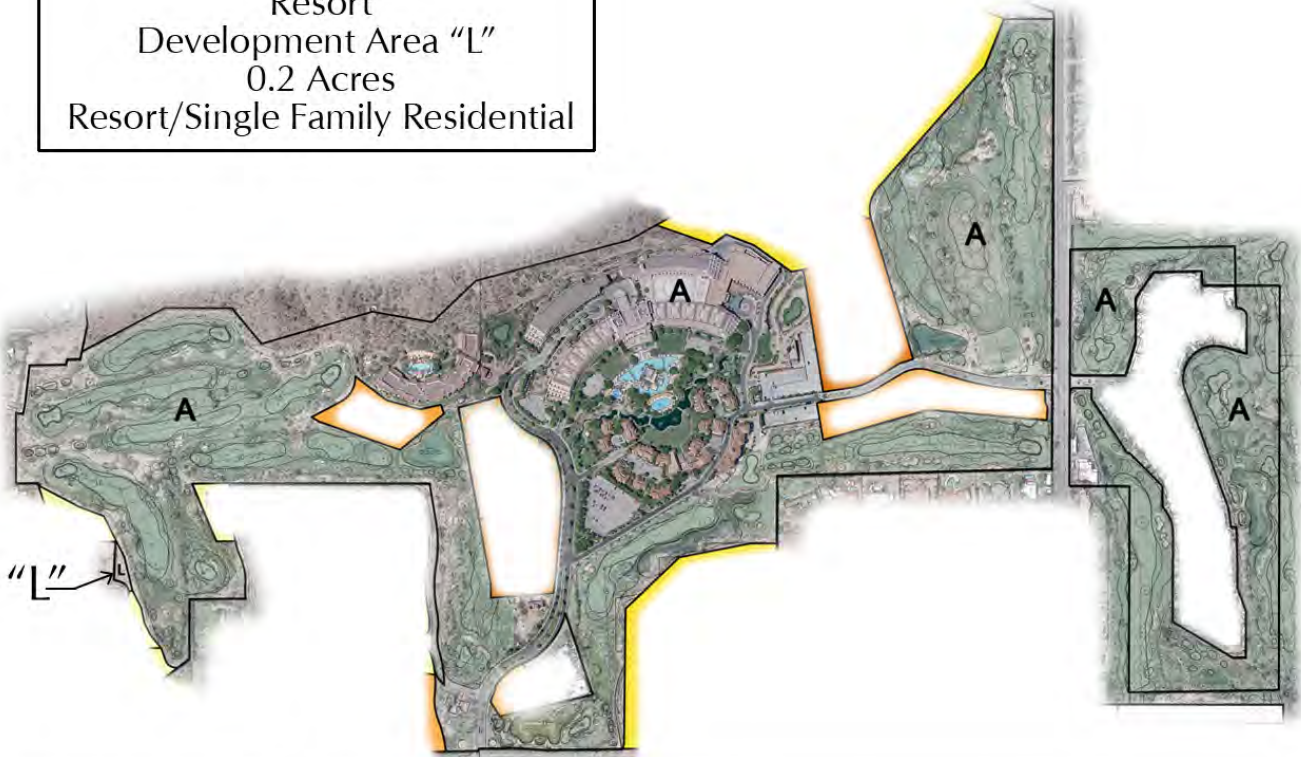 Resort
Development Area “L”
0.2 Acres
Resort/Single Family Residential
A
A
A
A
A
“L”
L